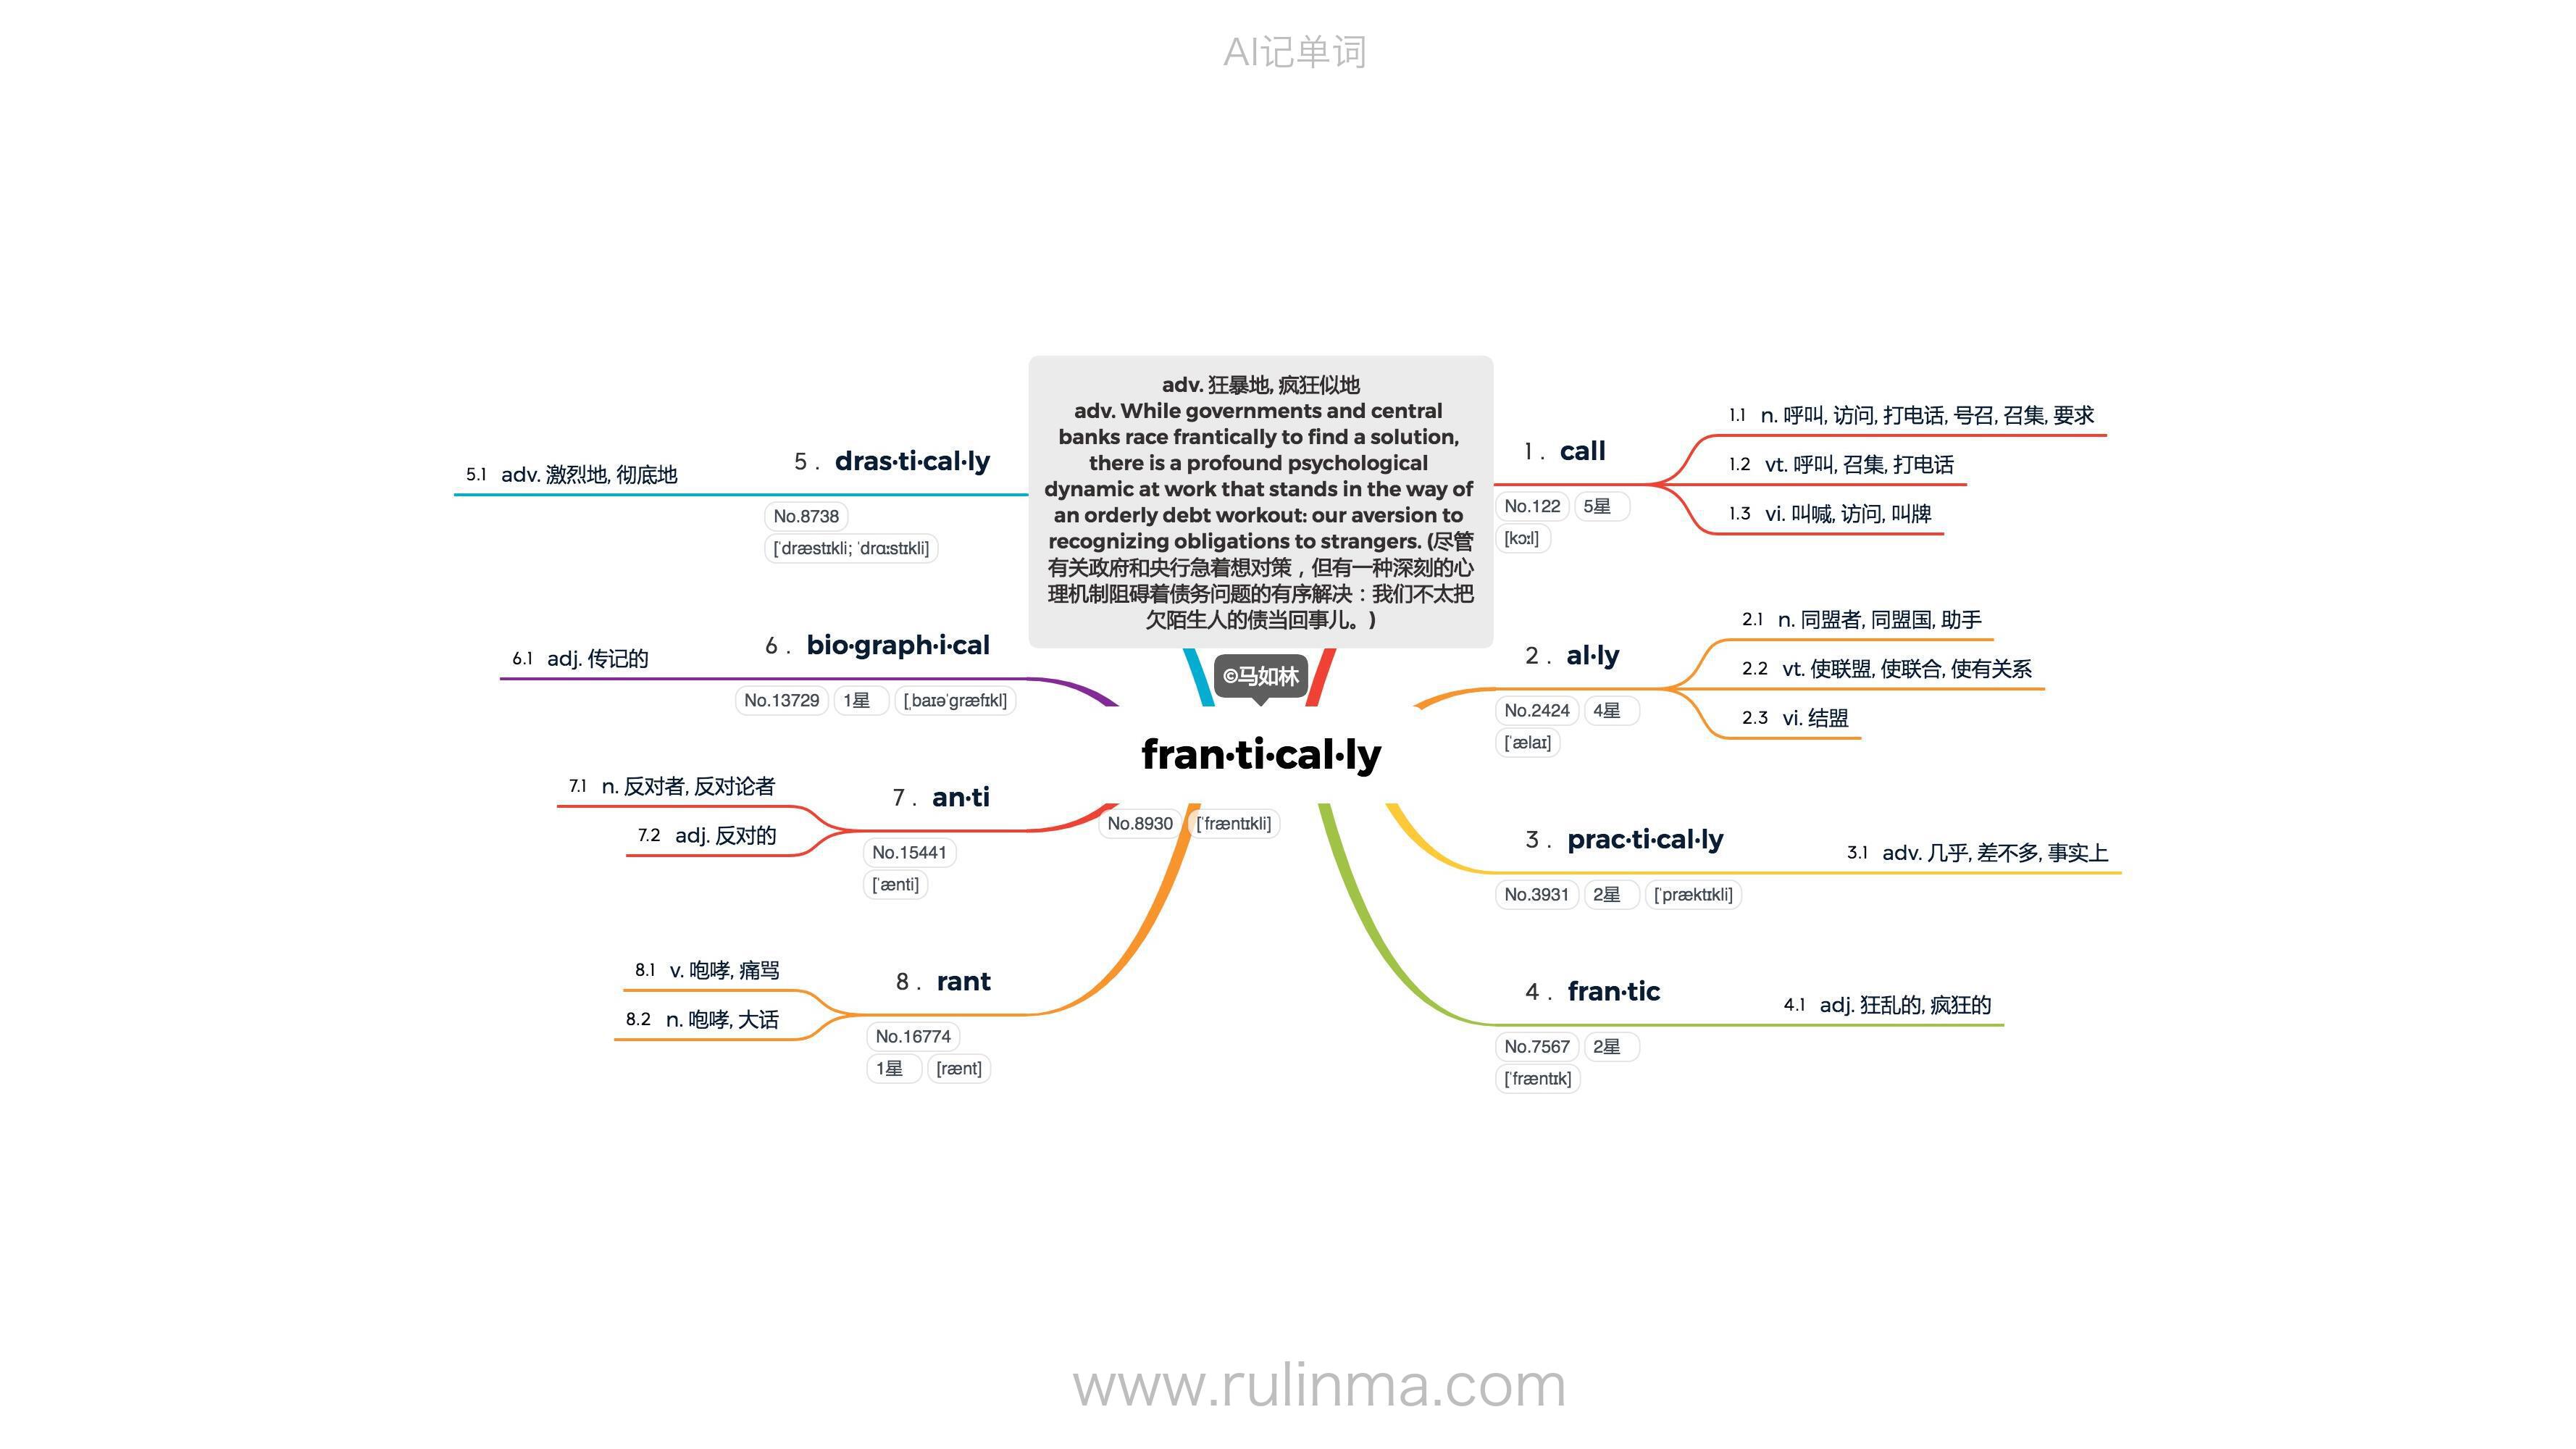 AI记单词
adv. 狂暴地, 疯狂似地
adv. While governments and central
banks race frantically to find a solution,
there is a profound psychological
dynamic at work that stands in the way of
an orderly debt workout: our aversion to
recognizing obligations to strangers. (尽管
有关政府和央行急着想对策，但有一种深刻的心
理机制阻碍着债务问题的有序解决：我们不太把
欠陌生人的债当回事儿。)
©马如林
fran·ti·cal·ly
No.8930 [ˈfræntɪkli]
1. call
No.122 5星
[kɔːl]
1.1 n. 呼叫, 访问, 打电话, 号召, 召集, 要求
1.2 vt. 呼叫, 召集, 打电话
1.3 vi. 叫喊, 访问, 叫牌
2. al·ly
No.2424 4星
[ˈælaɪ]
2.1 n. 同盟者, 同盟国, 助手
2.2 vt. 使联盟, 使联合, 使有关系
2.3 vi. 结盟
3. prac·ti·cal·ly
No.3931 2星 [ˈpræktɪkli]
3.1 adv. 几乎, 差不多, 事实上
4. fran·tic
No.7567 2星
[ˈfræntɪk]
4.1 adj. 狂乱的, 疯狂的
5. dras·ti·cal·ly
No.8738
[ˈdræstɪkli; ˈdrɑːstɪkli]
5.1 adv. 激烈地, 彻底地
6. bio·graph·i·cal
No.13729 1星 [ˌbaɪəˈɡræfɪkl]
6.1 adj. 传记的
7. an·ti
No.15441
[ˈænti]
7.1 n. 反对者, 反对论者
7.2 adj. 反对的
8. rant
No.16774
1星 [rænt]
8.1 v. 咆哮, 痛骂
8.2 n. 咆哮, 大话
www.rulinma.com